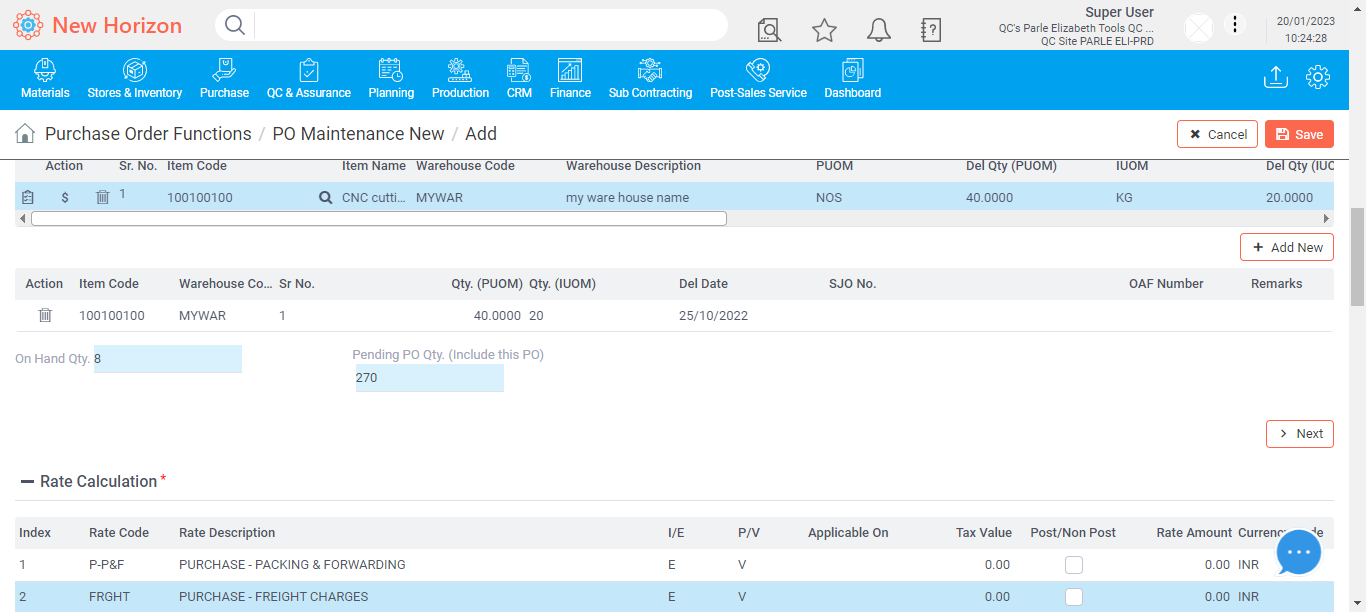 New Horizon
Super User
QC's Parle Elizabeth Tools QC ...
QC Site PARLE ELI-PRD
20/01/2023
10:24:28
Materials Stores & Inventory Purchase QC & Assurance Planning Production CRM Finance Sub Contracting Post-Sales Service Dashboard
Purchase Order Functions / PO Maintenance New / Add
Cancel Save
Action Sr. No. Item Code Item Name Warehouse Code Warehouse Description PUOM Del Qty (PUOM) IUOM Del Qty (IUO
$ 1 100100100 CNC cutti... MYWAR my ware house name NOS 40.0000 KG 20.0000
+ Add New
Action Item Code Warehouse Co... Sr No. Qty. (PUOM) Qty. (IUOM) Del Date SJO No. OAF Number Remarks
100100100 MYWAR 1 40.0000 20 25/10/2022
On Hand Qty. 8
Pending PO Qty. (Include this PO)
270
> Next
Rate Calculation *
Index Rate Code Rate Description I/E P/V Applicable On Tax Value Post/Non Post Rate Amount Currency
1 P-P&F PURCHASE - PACKING & FORWARDING E V 0.00 0.00 INR
2 FRGHT PURCHASE - FREIGHT CHARGES E V 0.00 0.00 INR